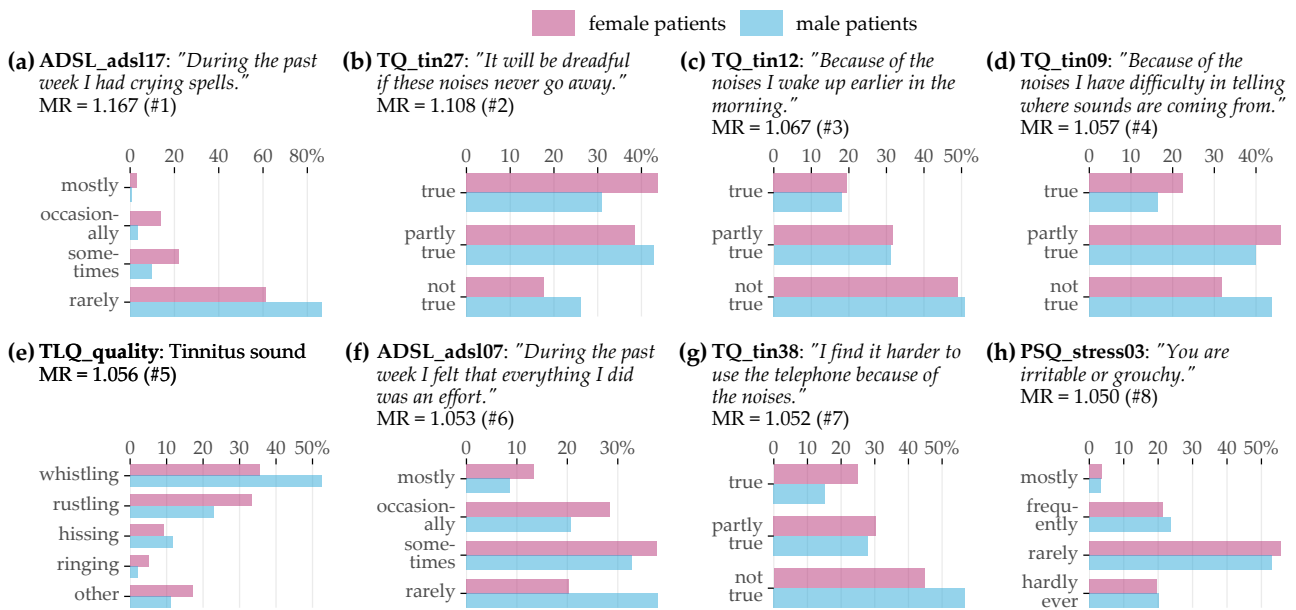 female patients male patients
(a) ADSL_adsl17: "During the past
week I had crying spells."
MR = 1.167 (#1)
0 20 40 60 80%
mostly
occasion-
ally
some-
times
rarely
(b) TQ_tin27: "It will be dreadful
if these noises never go away."
MR = 1.108 (#2)
0 10 20 30 40%
true
partly
true
not
true
(c) TQ_tin12: "Because of the
noises I wake up earlier in the
morning."
MR = 1.067 (#3)
0 10 20 30 40 50%
true
partly
true
not
true
(d) TQ_tin09: "Because of the
noises I have difficulty in telling
where sounds are coming from."
MR = 1.057 (#4)
0 10 20 30 40%
true
partly
true
not
true
(e) TLQ_quality: Tinnitus sound
MR = 1.056 (#5)
0 10 20 30 40 50%
whistling
rustling
hissing
ringing
other
(f) ADSL_adsl07: "During the past
week I felt that everything I did
was an effort."
MR = 1.053 (#6)
0 10 20 30%
mostly
occasion-
ally
some-
times
rarely
(g) TQ_tin38: "I find it harder to
use the telephone because of
the noises."
MR = 1.052 (#7)
0 10 20 30 40 50%
true
partly
true
not
true
(h) PSQ_stress03: "You are
irritable or grouchy."
MR = 1.050 (#8)
0 10 20 30 40 50%
mostly
frequ-
ently
rarely
hardly
ever